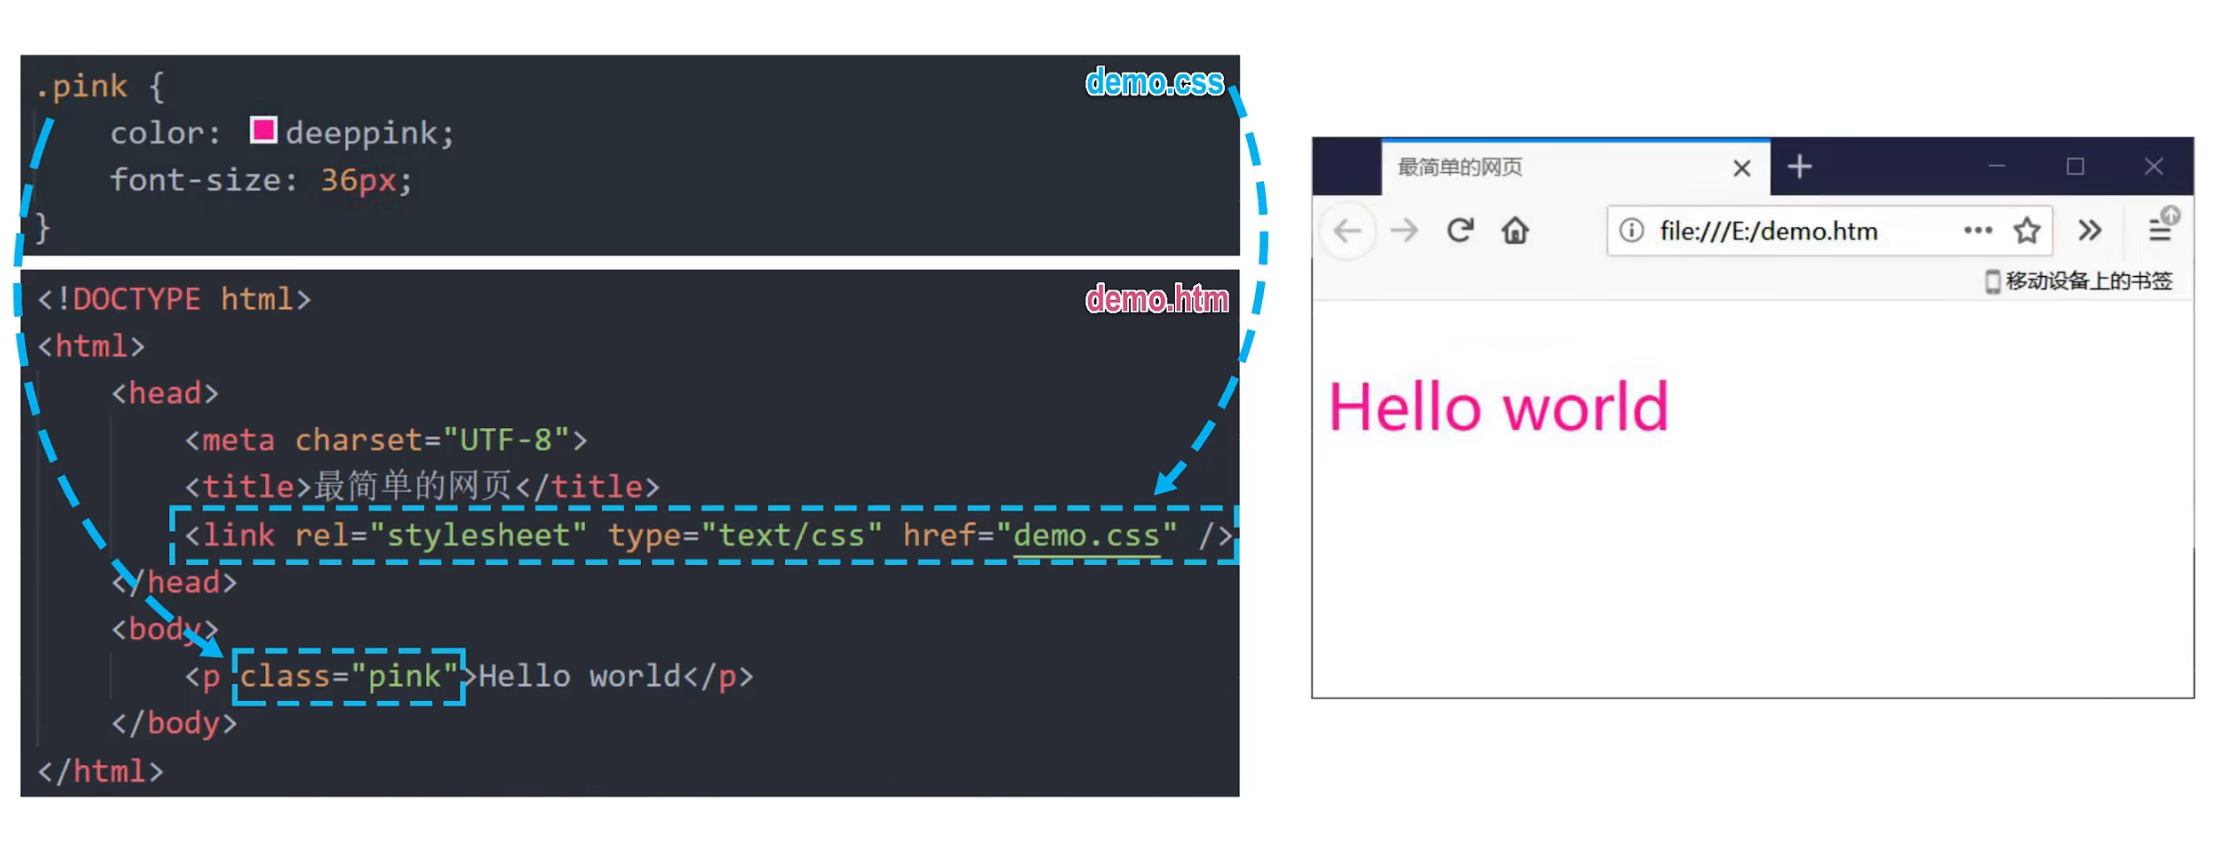 .pink {
demo.css
color: deeppink;
font-size: 36px;
}
<!DOCTYPE html>
demo.htm
<html>
<head>
<meta charset="UTF-8">
<title>最简单的网页</title>
<link rel="stylesheet" type="text/css" href="demo.css" />
</head>
<body>
<p class="pink">Hello world</p>
</body>
</html>
最简单的网页
file:///E:/demo.htm
移动设备上的书签
Hello world